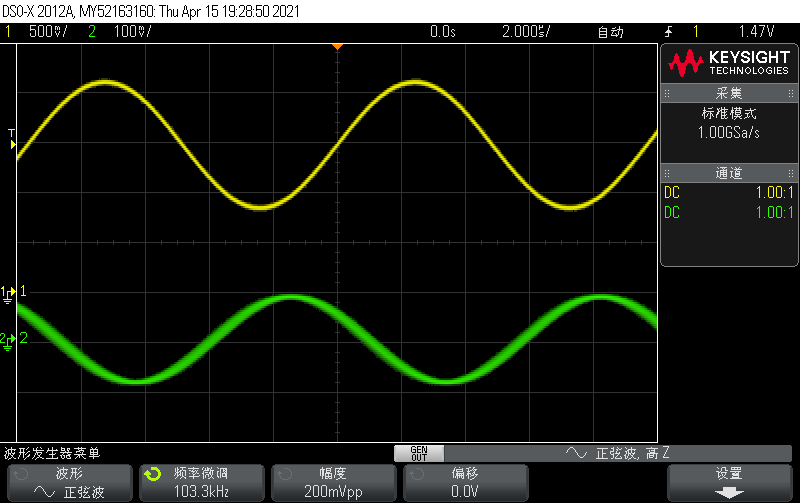 DSO-X 2012A, MY52163160: Thu Apr 15 19:28:50 2021
1 500mV/ 2 100mV/ 0.0s 2.000us/ 自动 1 1.47V
KEYSIGHT
TECHNOLOGIES
采集
标准模式
1.00GSa/s
通道
DC 1.00:1
DC 1.00:1
T
1 1
2 2
波形发生器菜单
GEN
OUT
正弦波, 高 Z
波形
正弦波
频率微调
103.3kHz
幅度
200mVpp
偏移
0.0V
设置